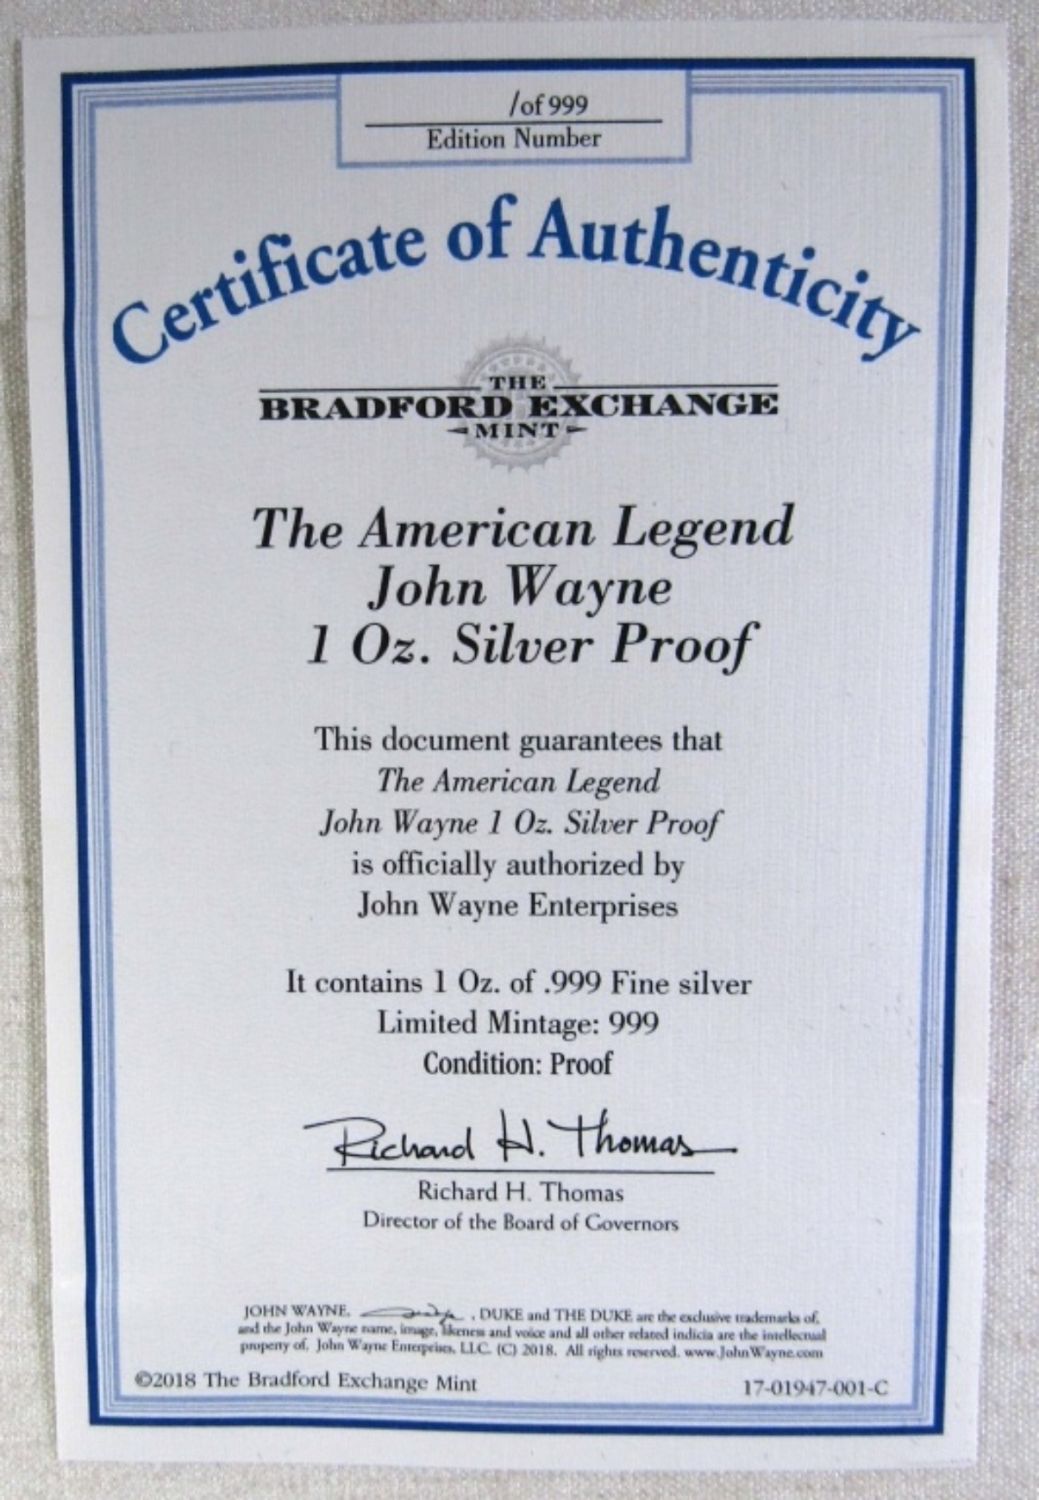 /of 999
Edition Number
Certificate of Authenticity
THE
BRADFORD EXCHANGE
MINT
The American Legend
John Wayne
1 Oz. Silver Proof
This document guarantees that
The American Legend
John Wayne 1 Oz. Silver Proof
is officially authorized by
John Wayne Enterprises
It contains 1 Oz. of .999 Fine silver
Limited Mintage: 999
Condition: Proof
Richard H. Thomas
Richard H. Thomas
Director of the Board of Governors
JOHN WAYNE, , DUKE and THE DUKE are the exclusive trademarks of,
and the John Wayne name, image, likeness and voice and all other related indicia are the intellectual
property of, John Wayne Enterprises, LLC. (C) 2018. All rights reserved. www.JohnWayne.com
©2018 The Bradford Exchange Mint
17-01947-001-C